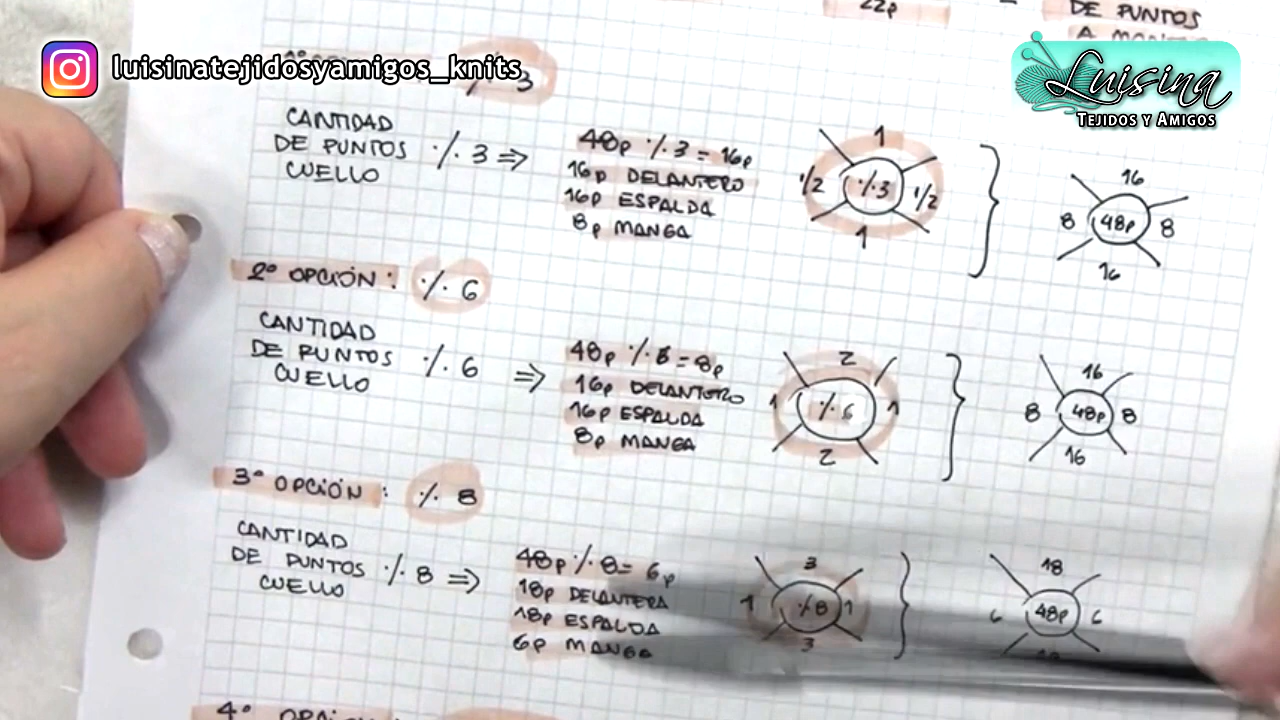 22p
DE PUNTOS
luisinatejidosyamigos_knits
Luisina
TEJIDOS Y AMIGOS
3
CANTIDAD
DE PUNTOS
CUELLO
·/. 3 ⇒
48p ·/. 3 = 16p
16p DELANTERO
16p ESPALDA
8p MANGA
1
1/2 ·/.3 1/2
1
16
8 48p 8
16
2º OPCIÓN: ·/. 6
CANTIDAD
DE PUNTOS
CUELLO
·/. 6 ⇒
48p ·/. 6 = 8p
16p DELANTERO
16p ESPALDA
8p MANGA
2
1 ·/.6 1
2
16
8 48p 8
16
3º OPCIÓN: ·/. 8
CANTIDAD
DE PUNTOS
CUELLO
·/. 8 ⇒
48p ·/. 8 = 6p
18p DELANTERA
18p ESPALDA
6p MANGA
3
1 ·/.8 1
3
18
6 48p 6
4º